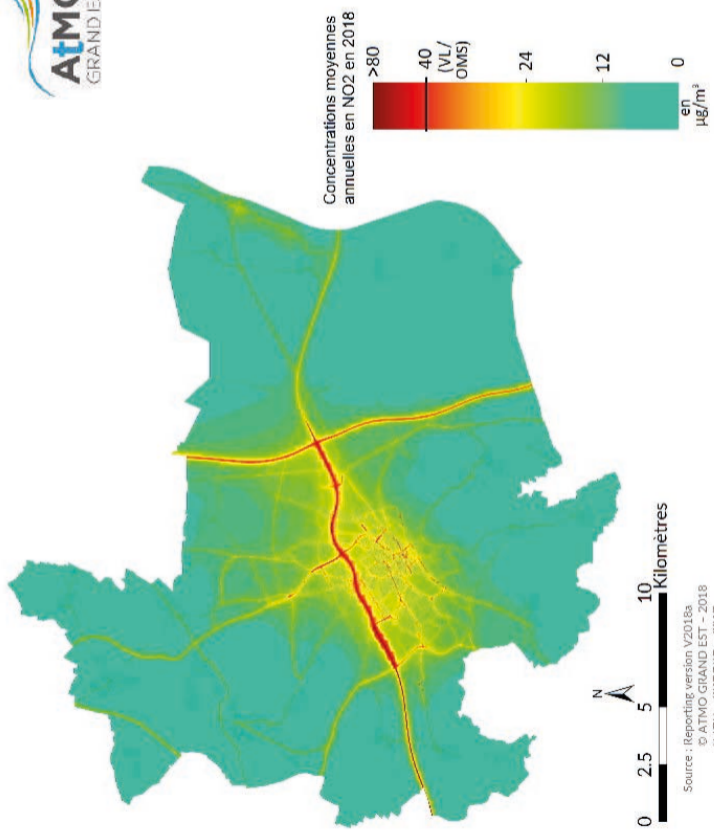 AtMO
GRAND E
Concentrations moyennes
annuelles en NO2 en 2018
>80
40
(VL/
OMS)
24
12
0
en
µg/m³
N
0 2.5 5 10
Kilomètres
Source : Reporting version V2018a
© ATMO GRAND EST - 2018